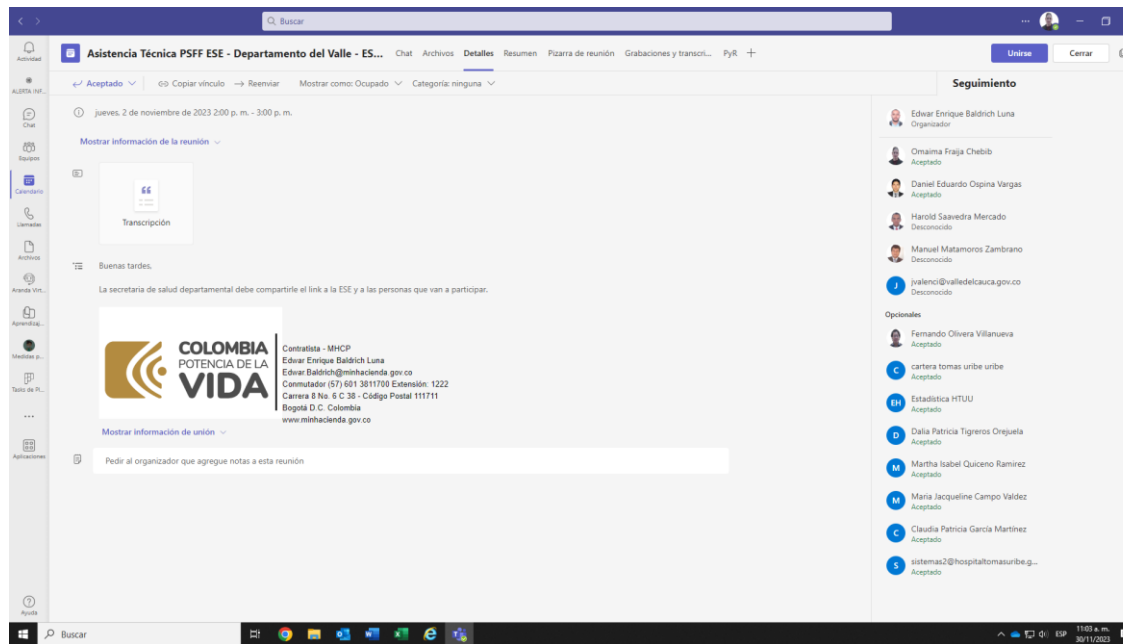 Buscar
Actividad
Chat
Equipos
Calendario
Llamadas
Archivos
Aranda Virt...
Aprendizaj...
Medidas p...
...
Aplicaciones
Ayuda
Asistencia Técnica PSFF ESE - Departamento del Valle - ES...
Chat Archivos Detalles Resumen Pizarra de reunión Grabaciones y transcri... PyR
Unirse Cerrar
Aceptado Copiar vínculo Reenviar Mostrar como: Ocupado Categoría: ninguna
jueves, 2 de noviembre de 2023 2:00 p. m. - 3:00 p. m.
Mostrar información de la reunión
Transcripción
Buenas tardes,
La secretaria de salud departamental debe compartirle el link a la ESE y a las personas que van a participar.
COLOMBIA
POTENCIA DE LA
VIDA
Contratista - MHCP
Edwar Enrique Baldrich Luna
Edwar.Baldrich@minhacienda.gov.co
Conmutador (57) 601 3811700 Extensión: 1222
Carrera 8 No. 6 C 38 - Código Postal 111711
Bogotá D.C. Colombia
www.minhacienda.gov.co
Mostrar información de unión
Pedir al organizador que agregue notas a esta reunión
Seguimiento
Edwar Enrique Baldrich Luna
Organizador
Omaima Fraija Chebib
Aceptado
Daniel Eduardo Ospina Vargas
Aceptado
Harold Saavedra Mercado
Desconocido
Manuel Matamoros Zambrano
Desconocido
J
jvalenci@valledelcauca.gov.co
Desconocido
Opcionales
Fernando Olivera Villanueva
Aceptado
C
cartera tomas uribe uribe
Aceptado
EH
Estadística HTUU
Aceptado
D
Dalia Patricia Tigreros Orejuela
Aceptado
M
Martha Isabel Quiceno Ramirez
Aceptado
M
Maria Jacqueline Campo Valdez
Aceptado
C
Claudia Patricia García Martínez
Aceptado
S
sistemas2@hospitaltomasuribe.g...
Aceptado
Buscar
ESP
11:03 a. m.
30/11/2023